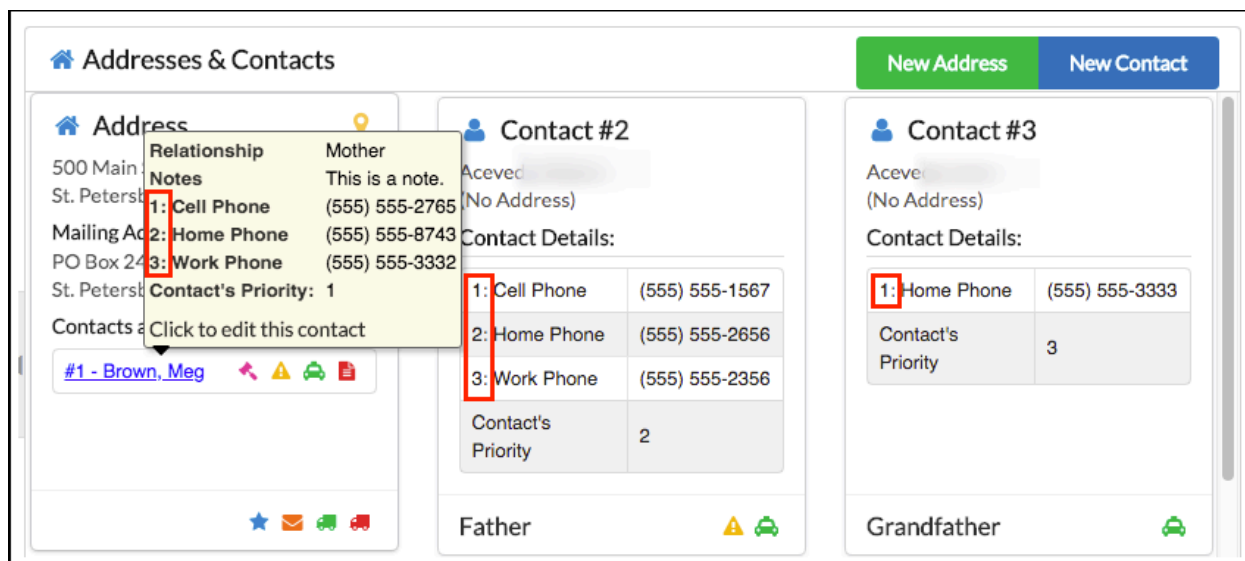 Addresses & Contacts
New Address
New Contact
Address
500 Main
St. Petersb
Mailing Ad
PO Box 24
St. Petersb
Contacts a
#1 - Brown, Meg
Relationship Mother
Notes This is a note.
1: Cell Phone (555) 555-2765
2: Home Phone (555) 555-8743
3: Work Phone (555) 555-3332
Contact's Priority: 1
Click to edit this contact
Contact #2
Aceved
(No Address)
Contact Details:
1: Cell Phone (555) 555-1567
2: Home Phone (555) 555-2656
3: Work Phone (555) 555-2356
Contact's
Priority
2
Father
Contact #3
Aceve
(No Address)
Contact Details:
1: Home Phone (555) 555-3333
Contact's
Priority
3
Grandfather